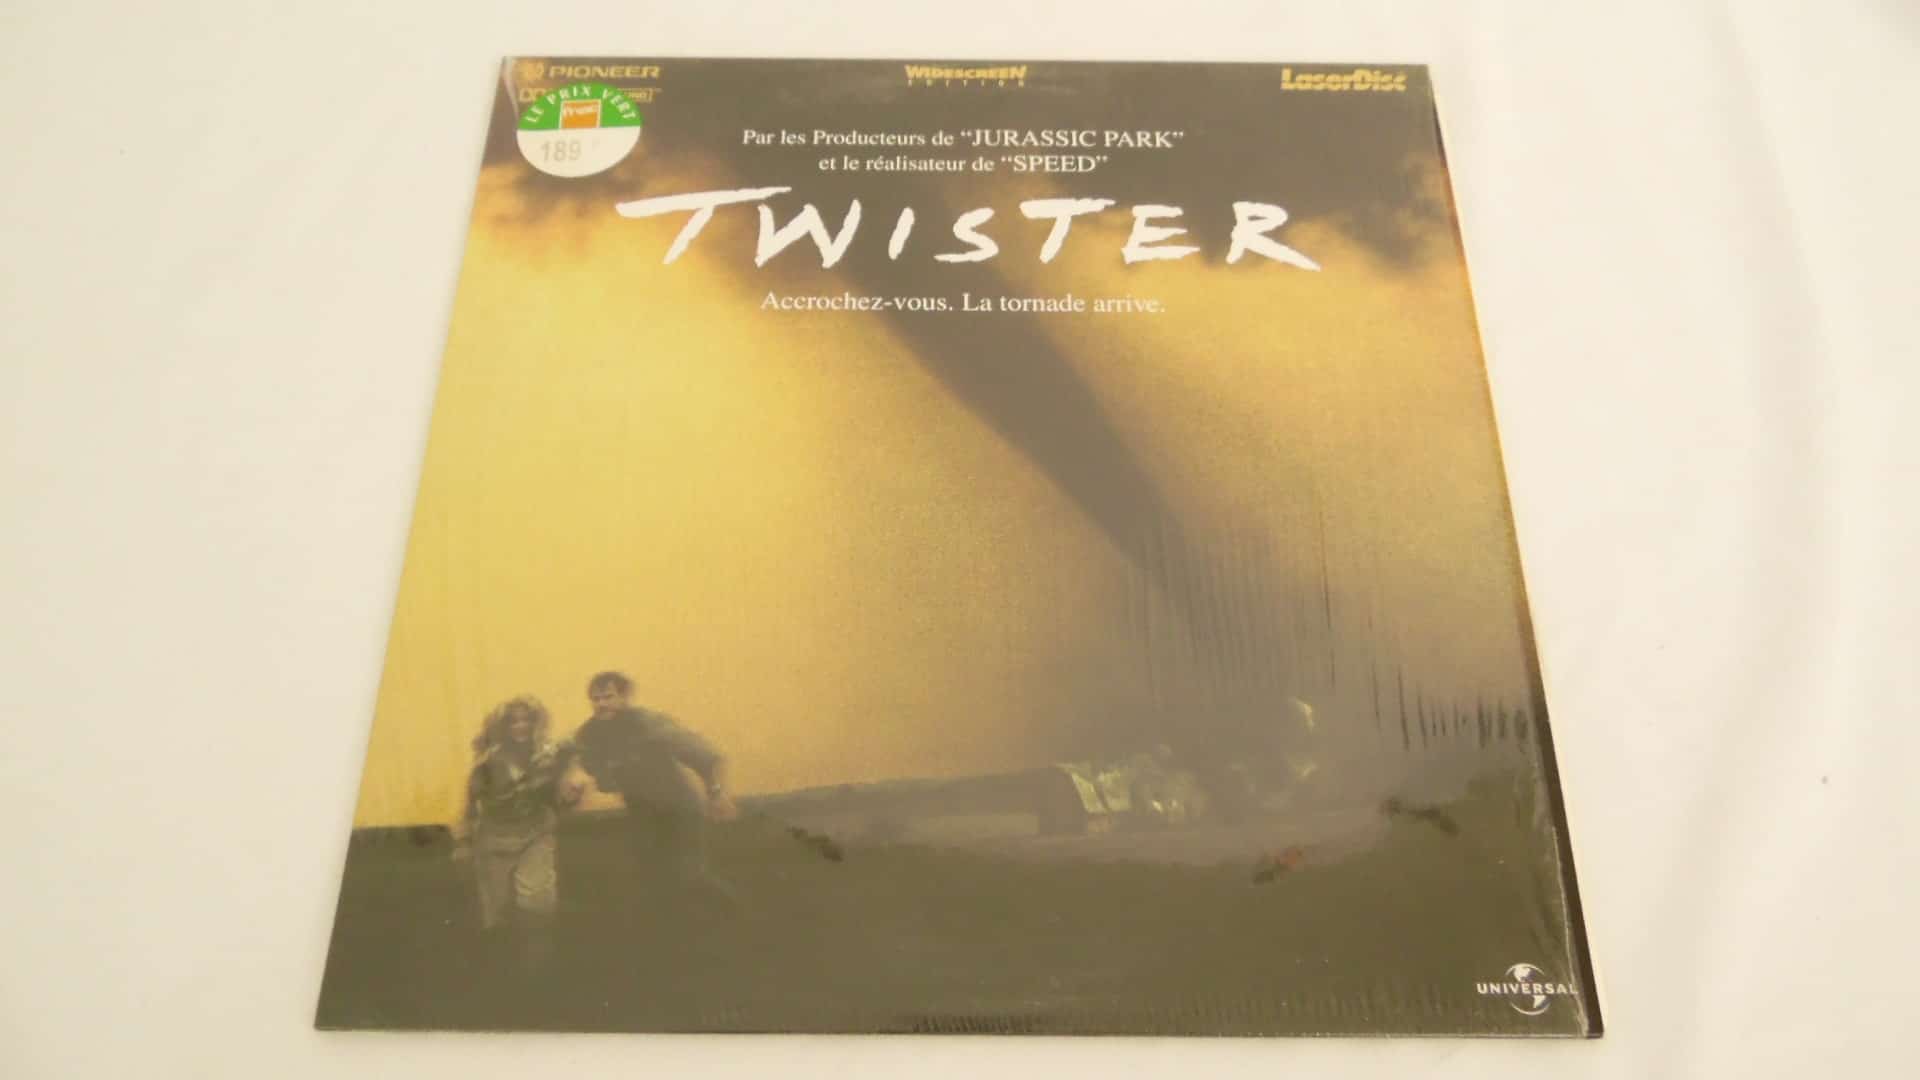 PIONEER
WIDESCREEN
EDITION
LaserDisc
LE PRIX VERT
fnac
189
Par les Producteurs de “JURASSIC PARK”
et le réalisateur de “SPEED”
TWISTER
Accrochez-vous. La tornade arrive.
UNIVERSAL